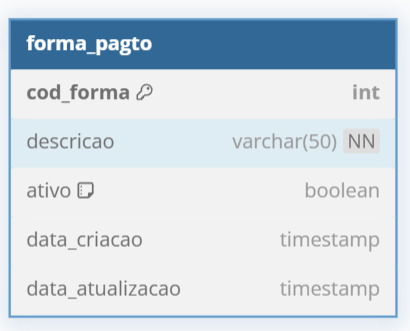 forma_pagto
cod_forma int
descricao varchar(50) NN
ativo boolean
data_criacao timestamp
data_atualizacao timestamp